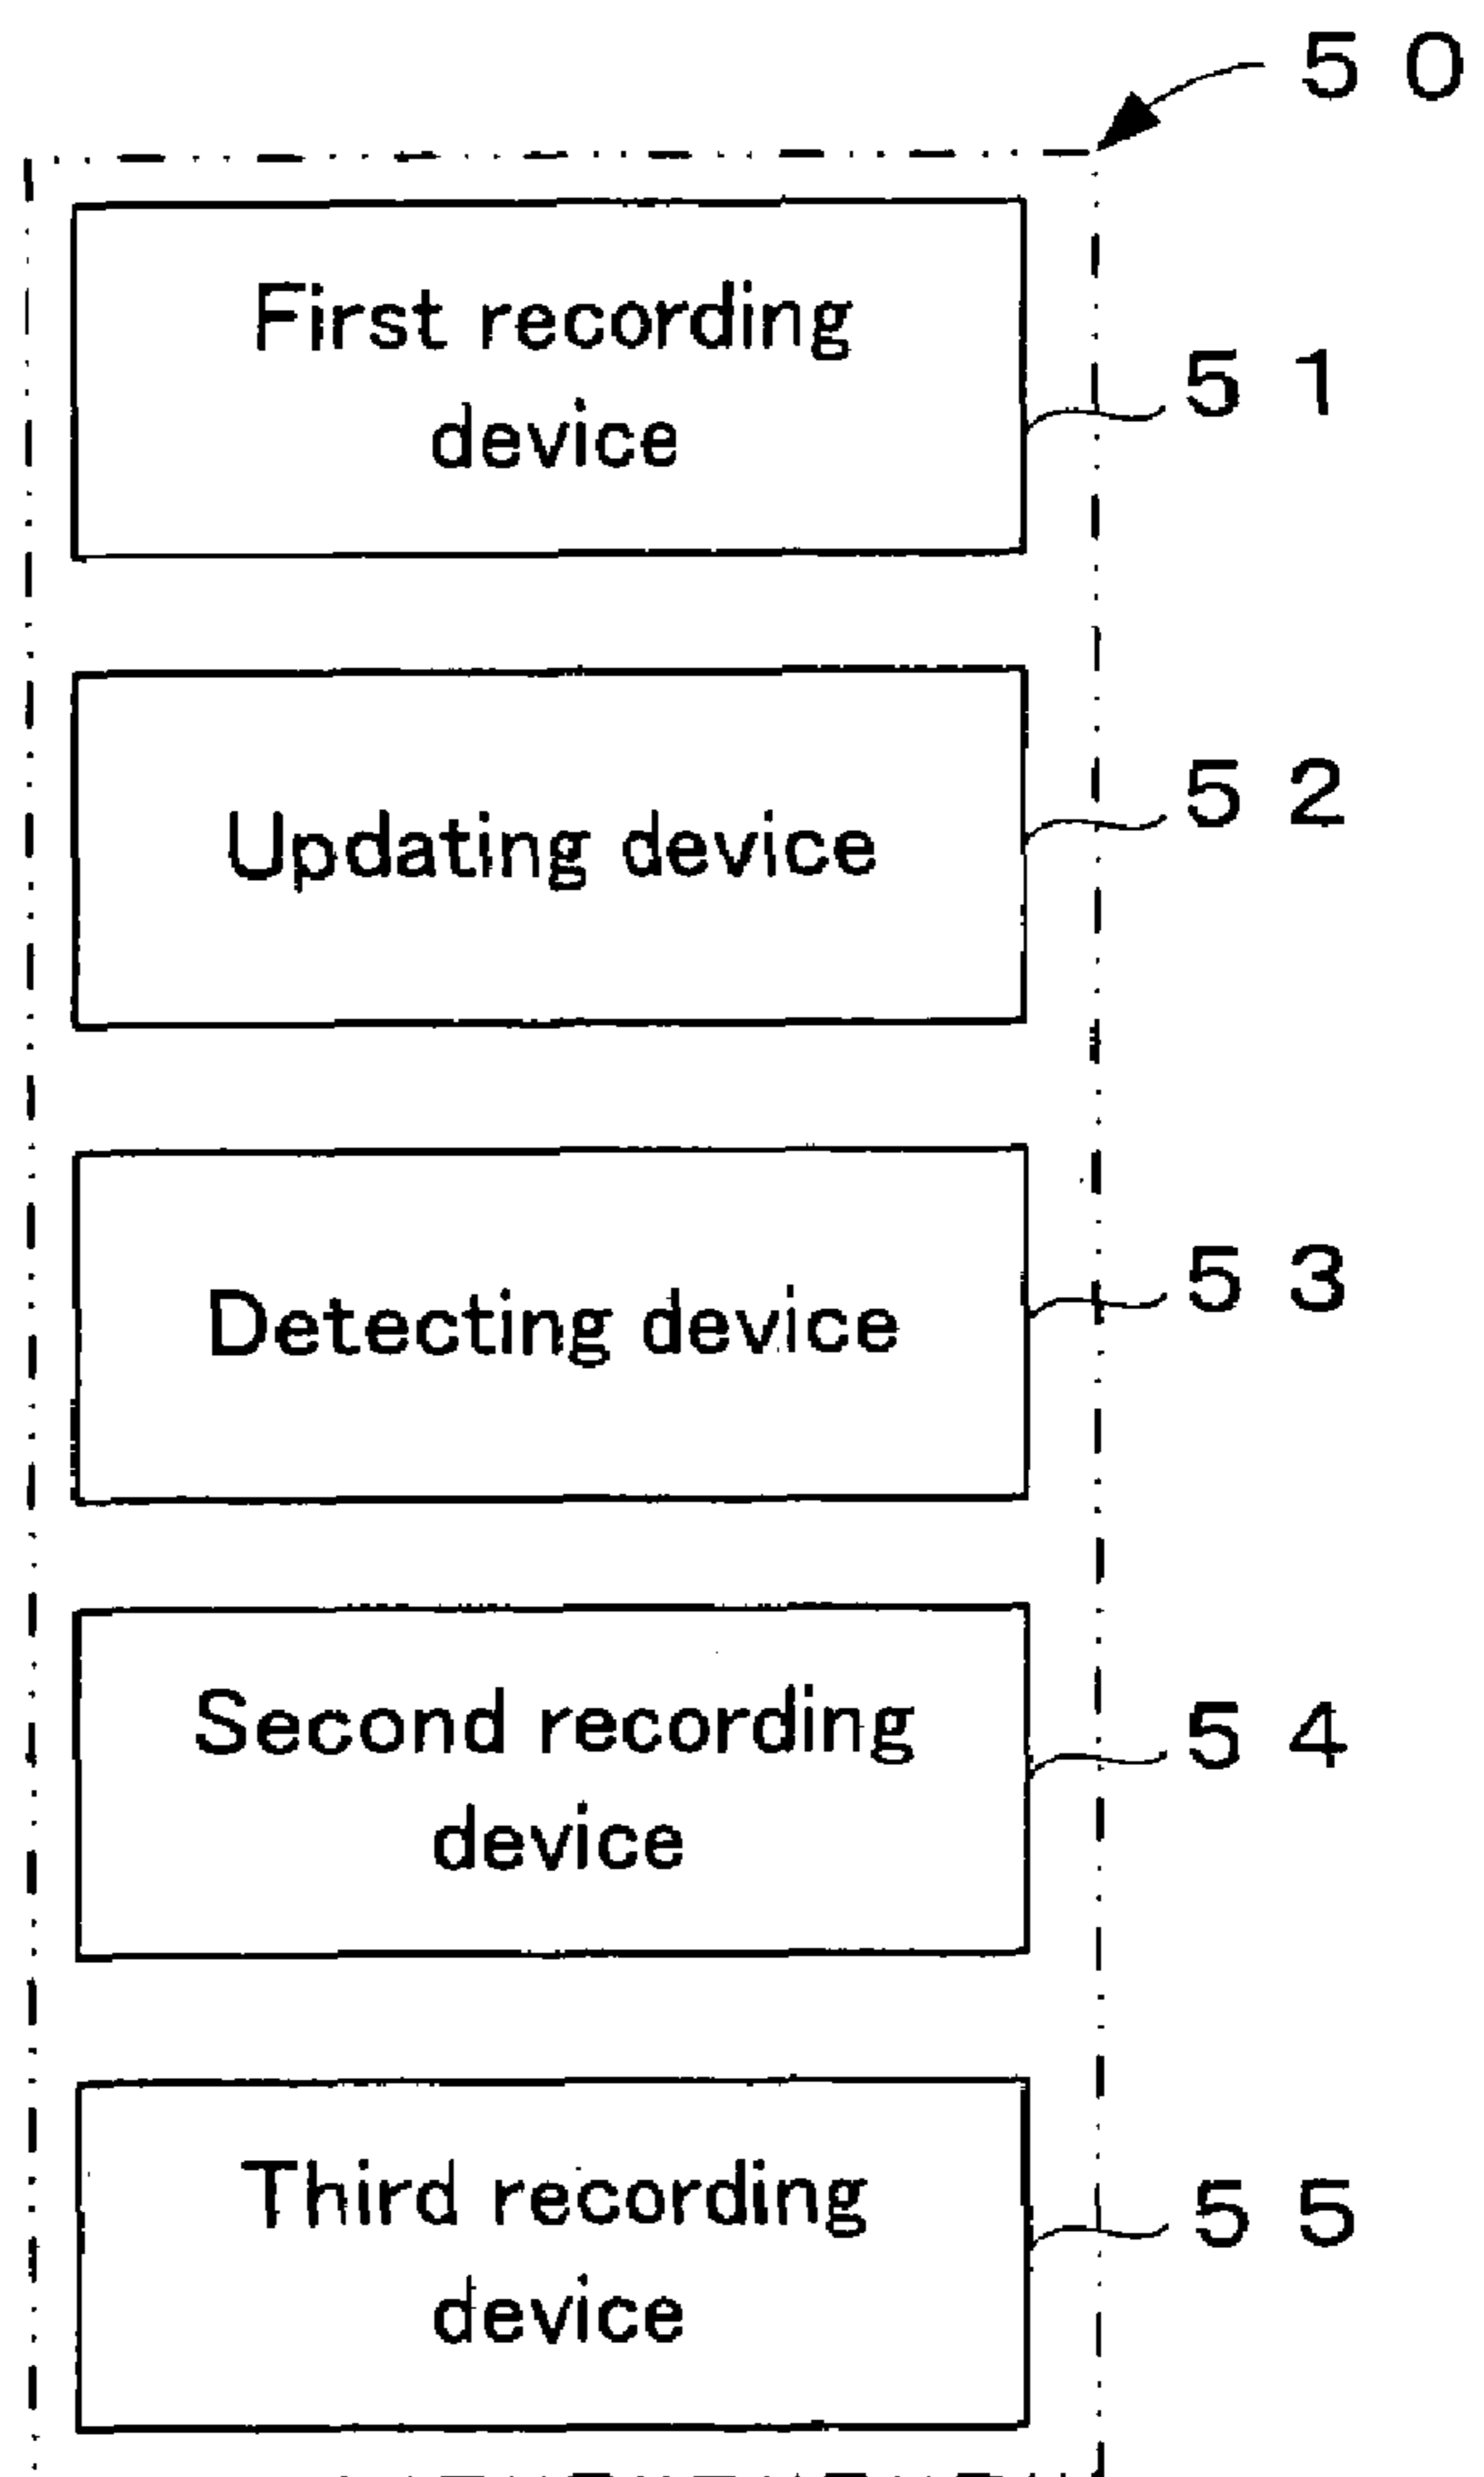 ５０
First recording
device
５１
Updating device
５２
Detecting device
５３
Second recording
device
５４
Third recording
device
５５